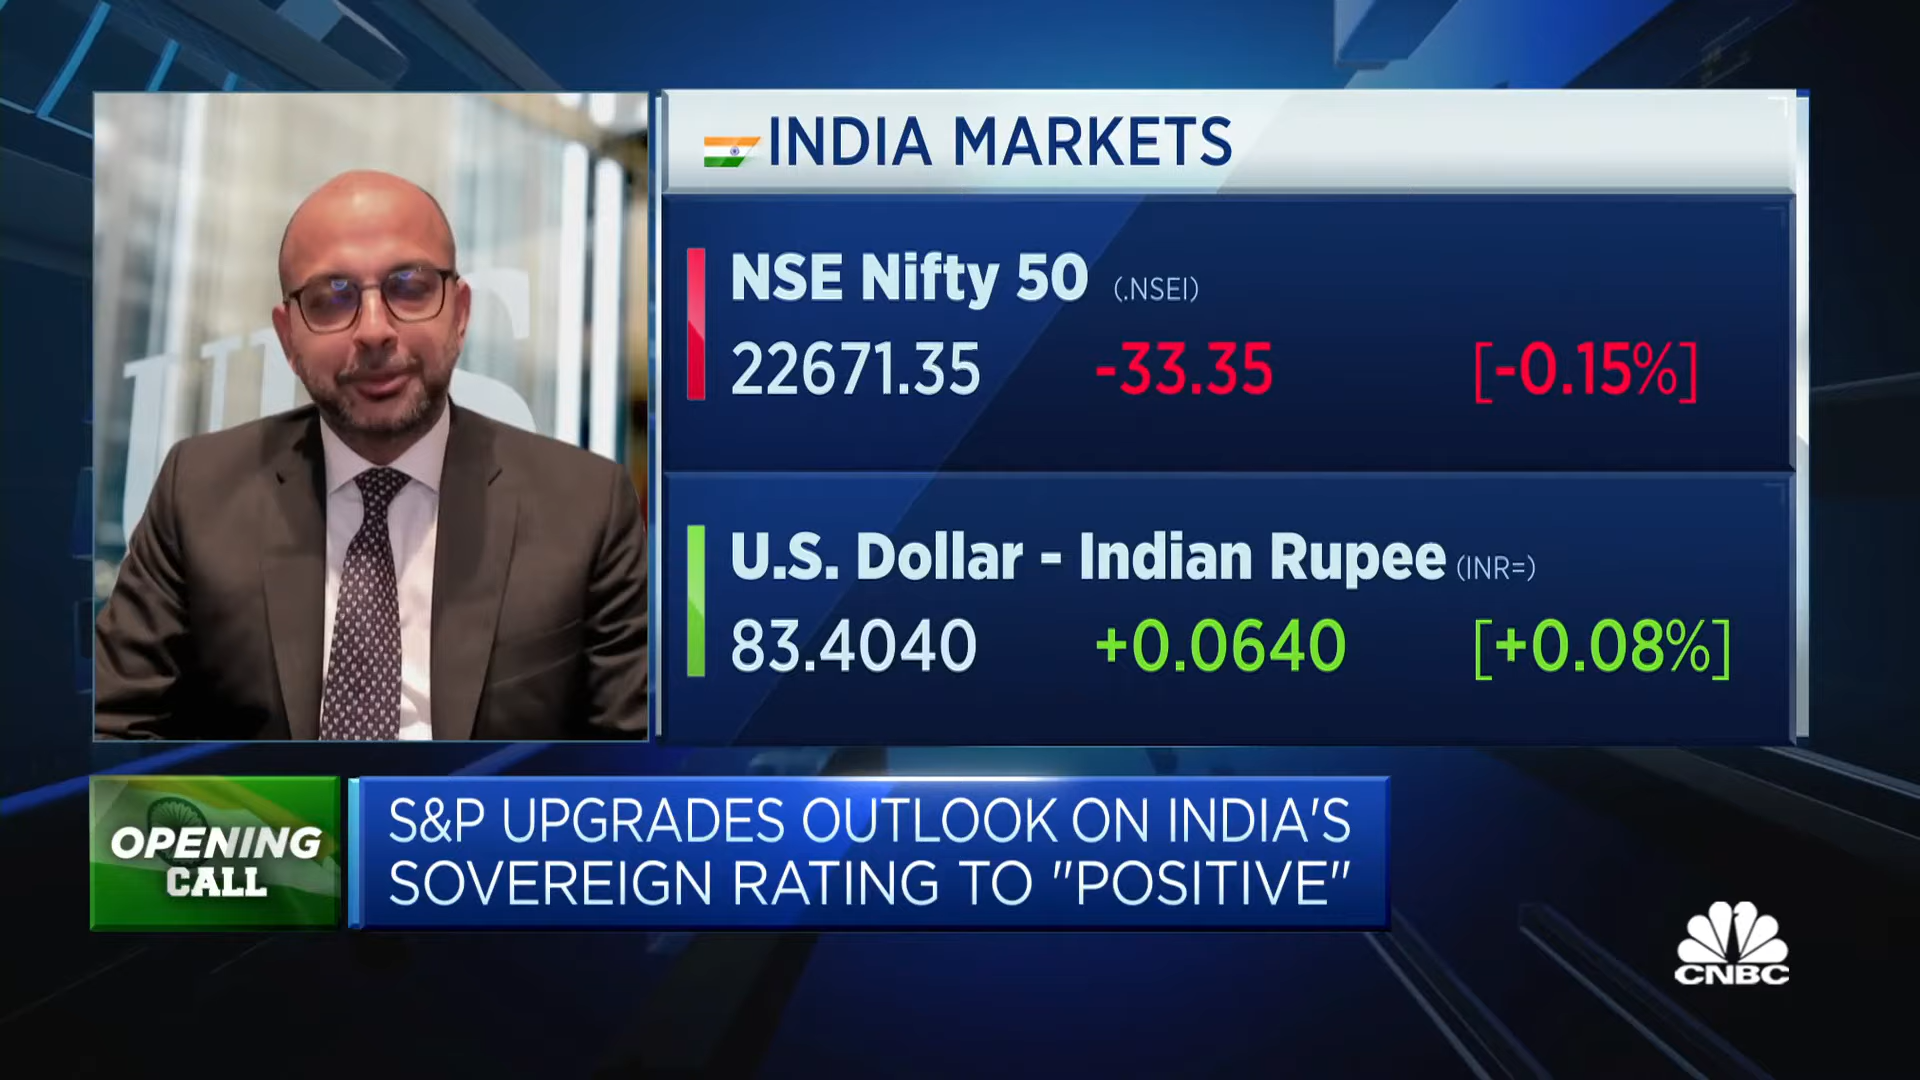 INDIA MARKETS
NSE Nifty 50 (.NSEI)
22671.35 -33.35 [-0.15%]
U.S. Dollar - Indian Rupee (INR=)
83.4040 +0.0640 [+0.08%]
OPENING
CALL
S&P UPGRADES OUTLOOK ON INDIA'S
SOVEREIGN RATING TO "POSITIVE"
CNBC